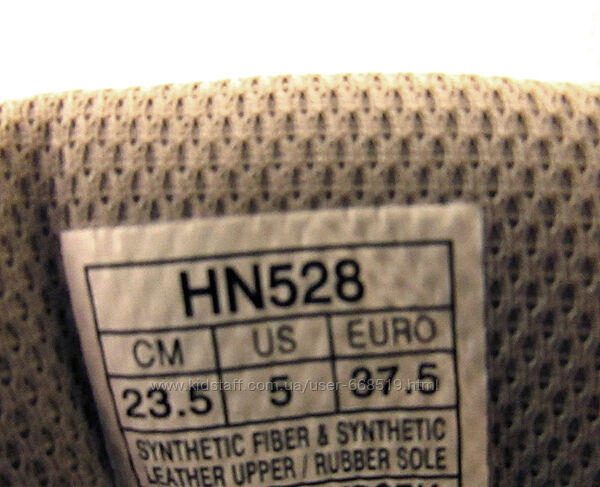 HN528
CM US EURO
23.5 5 37.5
www.kidstaff.com.ua/user-668519.html
SYNTHETIC FIBER & SYNTHETIC
LEATHER UPPER / RUBBER SOLE